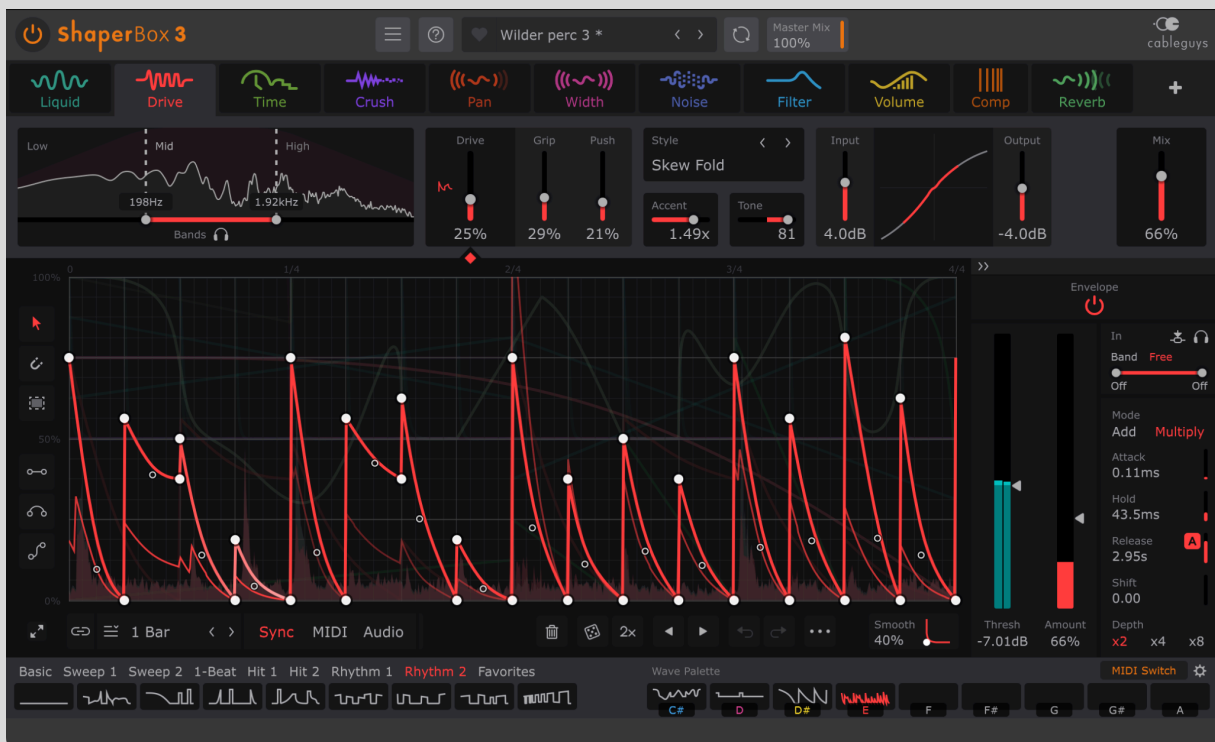 ShaperBox 3
Wilder perc 3 *
Master Mix
100%
cableguys
Liquid
Drive
Time
Crush
Pan
Width
Noise
Filter
Volume
Comp
Reverb
Low
Mid
High
198Hz
1.92kHz
Bands
Drive
25%
Grip
29%
Push
21%
Style
Skew Fold
Accent
1.49x
Tone
81
Input
4.0dB
Output
-4.0dB
Mix
66%
0
1/4
2/4
3/4
4/4
100%
50%
0%
Envelope
In
Band Free
Off
Off
Mode
Add Multiply
Attack
0.11ms
Hold
43.5ms
Release
2.95s
A
Shift
0.00
Depth
x2 x4 x8
Thresh
-7.01dB
Amount
66%
1 Bar
Sync MIDI Audio
2x
Smooth
40%
Basic Sweep 1 Sweep 2 1-Beat Hit 1 Hit 2 Rhythm 1 Rhythm 2 Favorites
Wave Palette
MIDI Switch
C# D D# E F F# G G# A